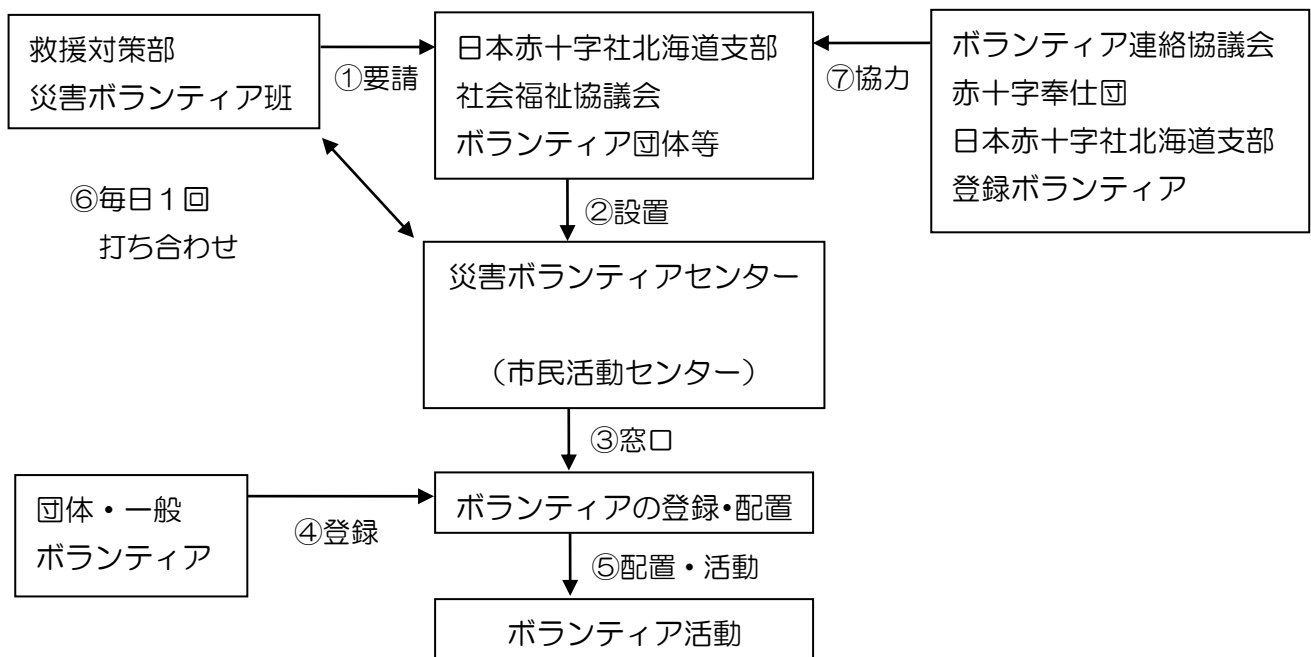 救援対策部
災害ボランティア班
①要請
日本赤十字社北海道支部
社会福祉協議会
ボランティア団体等
⑦協力
ボランティア連絡協議会
赤十字奉仕団
日本赤十字社北海道支部
登録ボランティア
⑥毎日1回
打ち合わせ
②設置
災害ボランティアセンター
（市民活動センター）
③窓口
団体・一般
ボランティア
④登録
ボランティアの登録・配置
⑤配置・活動
ボランティア活動